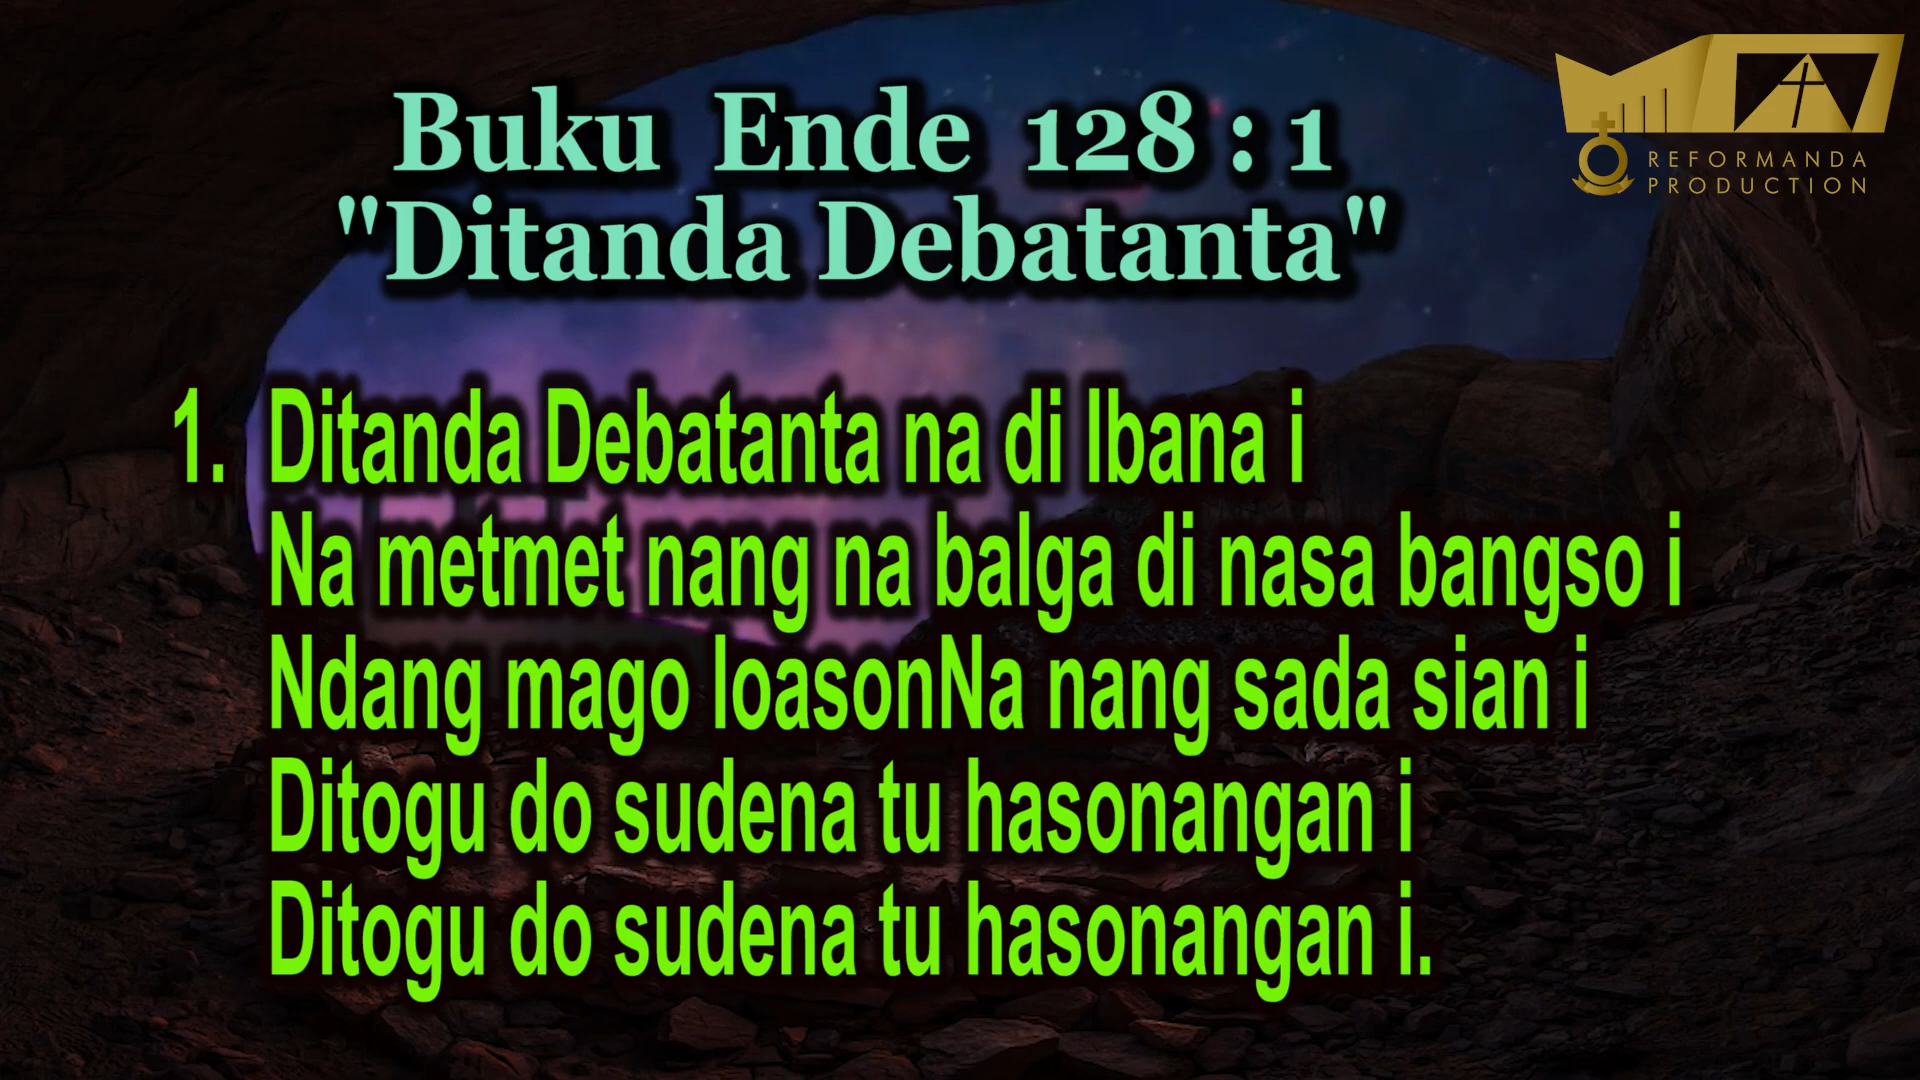 Buku Ende 128 : 1
"Ditanda Debatanta"
REFORMANDA
PRODUCTION
1. Ditanda Debatanta na di Ibana i
Na metmet nang na balga di nasa bangso i
Ndang mago loasonNa nang sada sian i
Ditogu do sudena tu hasonangan i
Ditogu do sudena tu hasonangan i.